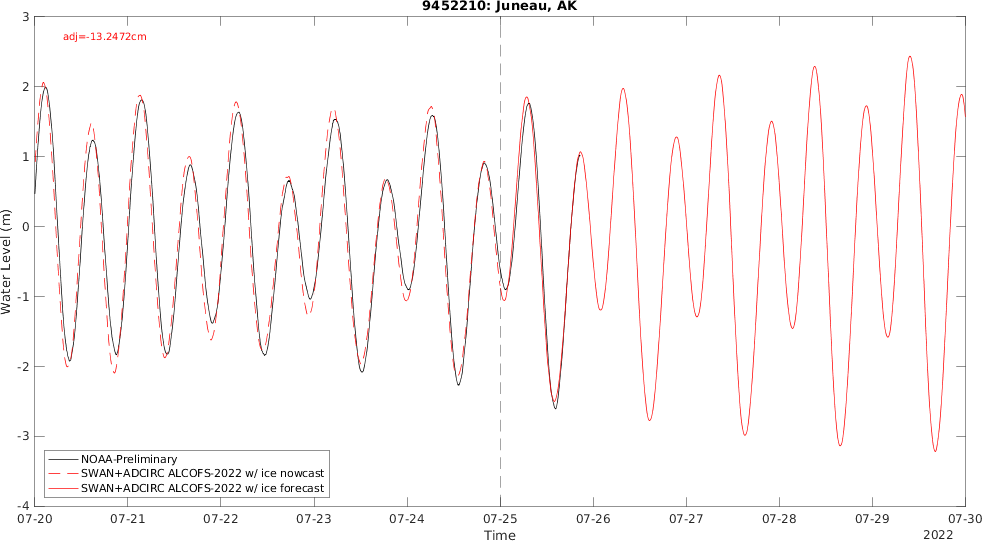 9452210: Juneau, AK
adj=-13.2472cm
3
2
1
0
-1
-2
-3
-4
Water Level (m)
NOAA-Preliminary
SWAN+ADCIRC ALCOFS-2022 w/ ice nowcast
SWAN+ADCIRC ALCOFS-2022 w/ ice forecast
07-20 07-21 07-22 07-23 07-24 07-25 07-26 07-27 07-28 07-29 07-30
Time
2022